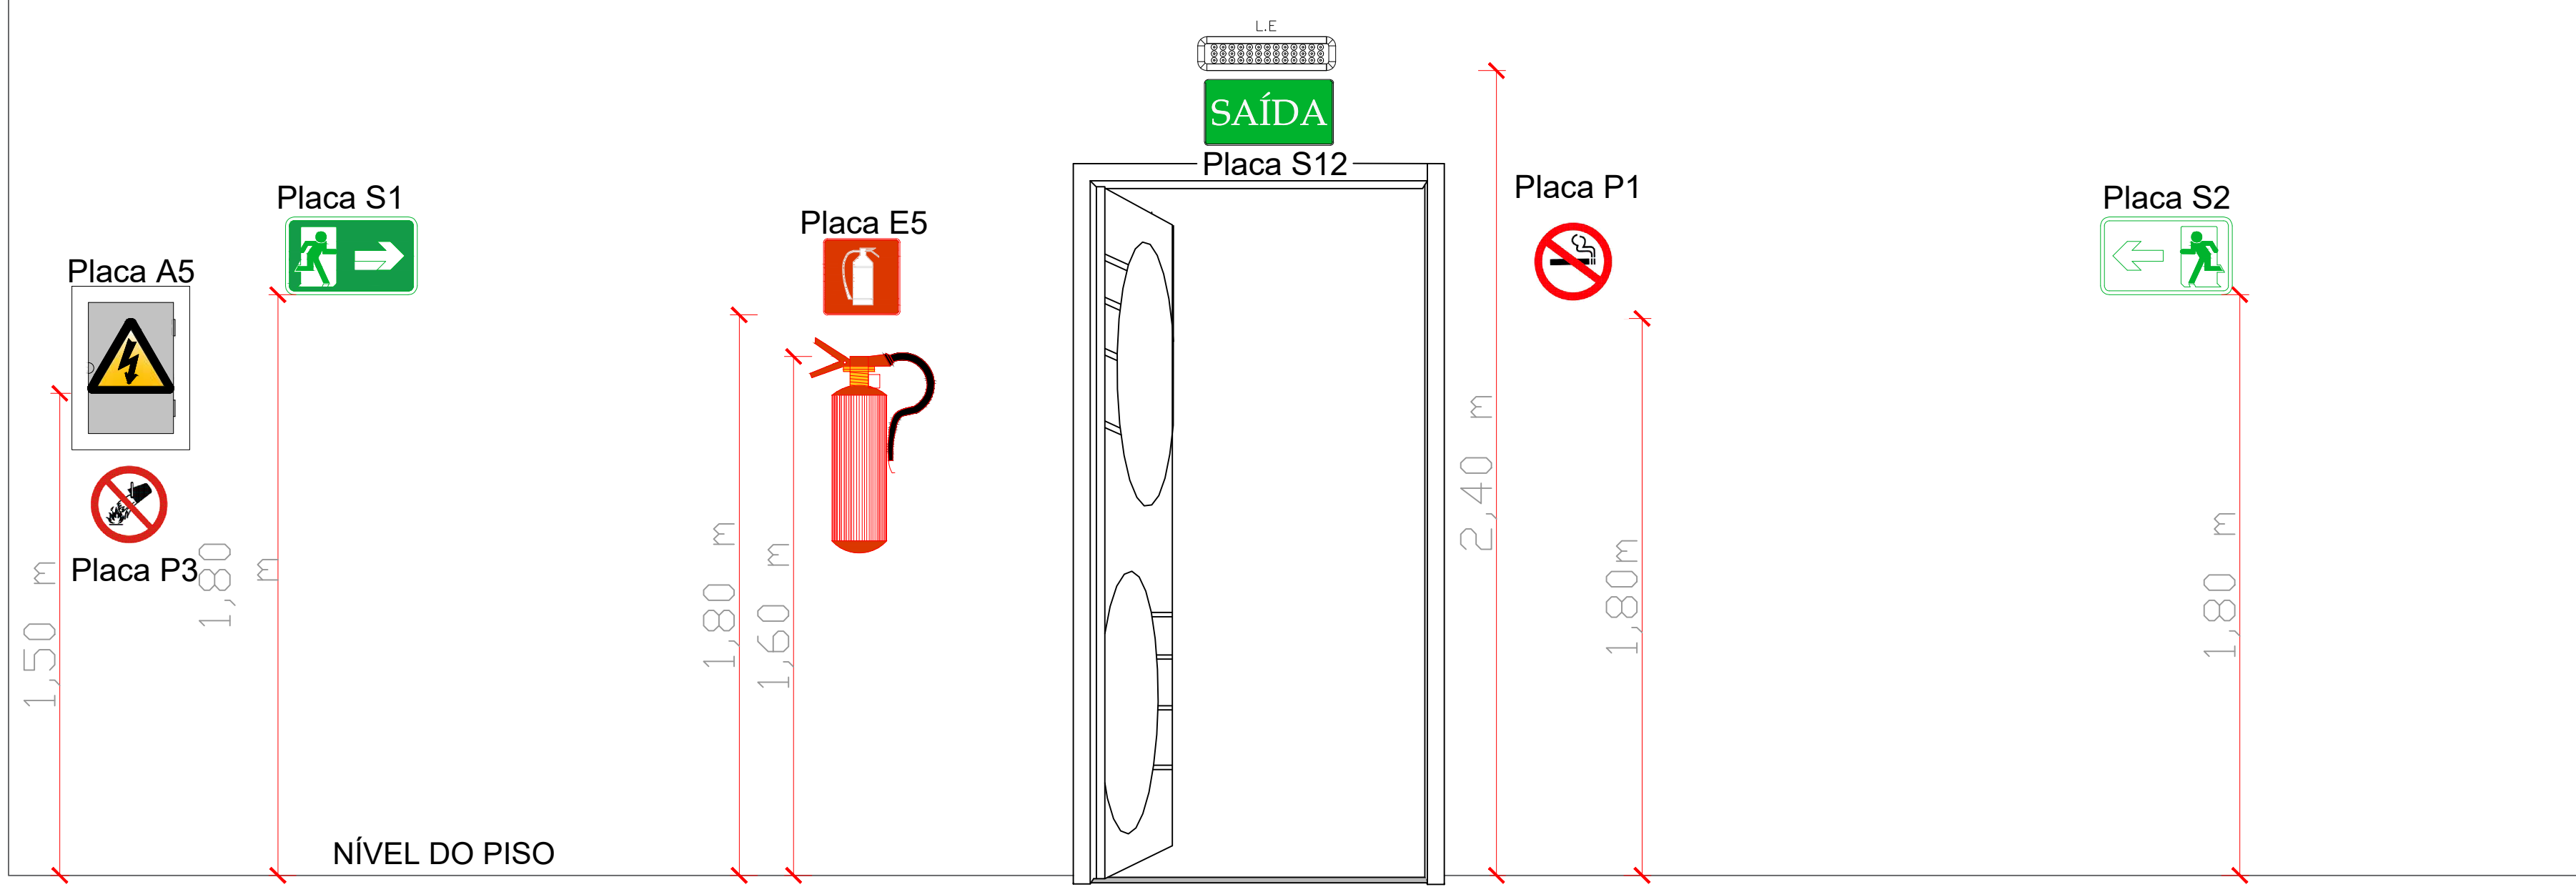 L.E
SAÍDA
Placa S12
Placa P1
Placa S1
Placa S2
Placa E5
Placa A5
Placa P3
1,50 m
1,80 m
1,80 m
1,60 m
2,40 m
1,80m
1,80 m
NÍVEL DO PISO